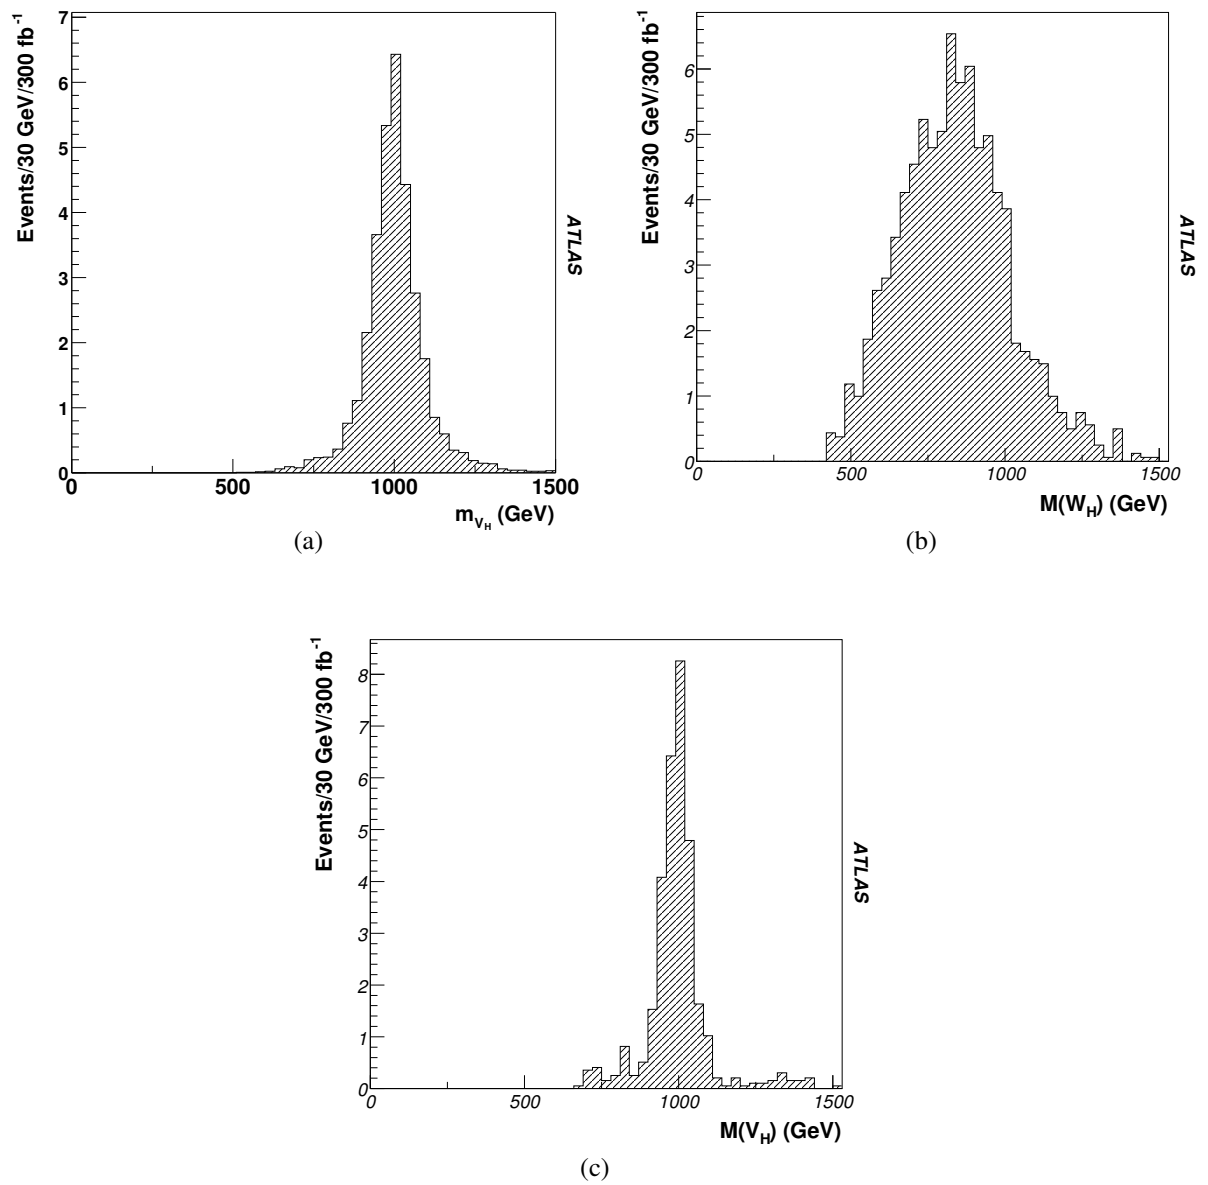 Events/30 GeV/300 fb⁻¹
7
6
5
4
3
2
1
0
0 500 1000 1500
m_{V_H} (GeV)
ATLAS
(a)
Events/30 GeV/300 fb⁻¹
6
5
4
3
2
1
0
0 500 1000 1500
M(W_H) (GeV)
ATLAS
(b)
Events/30 GeV/300 fb⁻¹
8
7
6
5
4
3
2
1
0
0 500 1000 1500
M(V_H) (GeV)
ATLAS
(c)